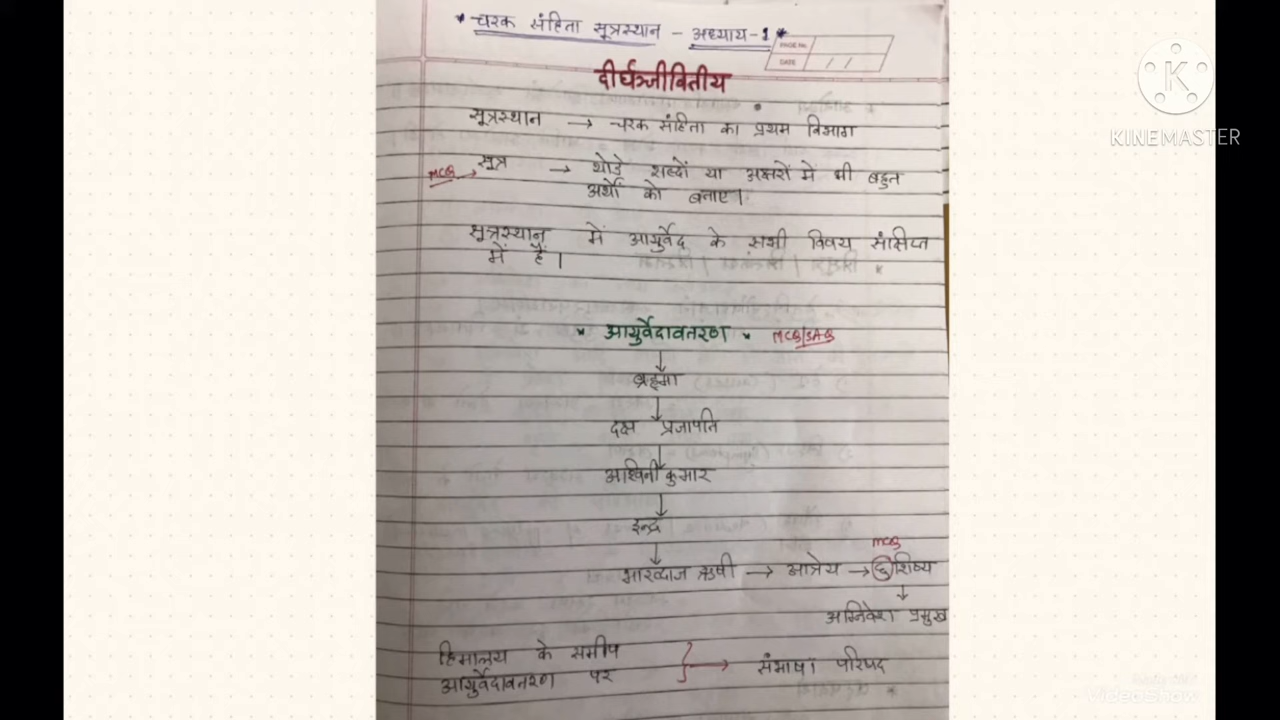 * चरक संहिता सूत्रस्थान - अध्याय-1 *
PAGE No.
DATE / /
दीर्घञ्जीवितीय
सूत्रस्थान → चरक संहिता का प्रथम विभाग
MCQ → सूत्र → थोडे शब्दों या अक्षरों में भी बहुत
अर्थो को बनाए।
सूत्रस्थान में आयुर्वेद के सभी विषय संक्षिप्त
में हैं।
* आयुर्वेदावतरण * MCQ/SAQ
↓
ब्रह्मा
↓
दक्ष प्रजापति
↓
अश्विनीकुमार
↓
इन्द्र
↓
MCQ
भारद्वाज ऋषी → आत्रेय → 6 शिष्य
↓
अग्निवेश प्रमुख
हिमालय के समीप
आयुर्वेदावतरण पर } → संभाषा परिषद
K
KINEMASTER
VideoShow